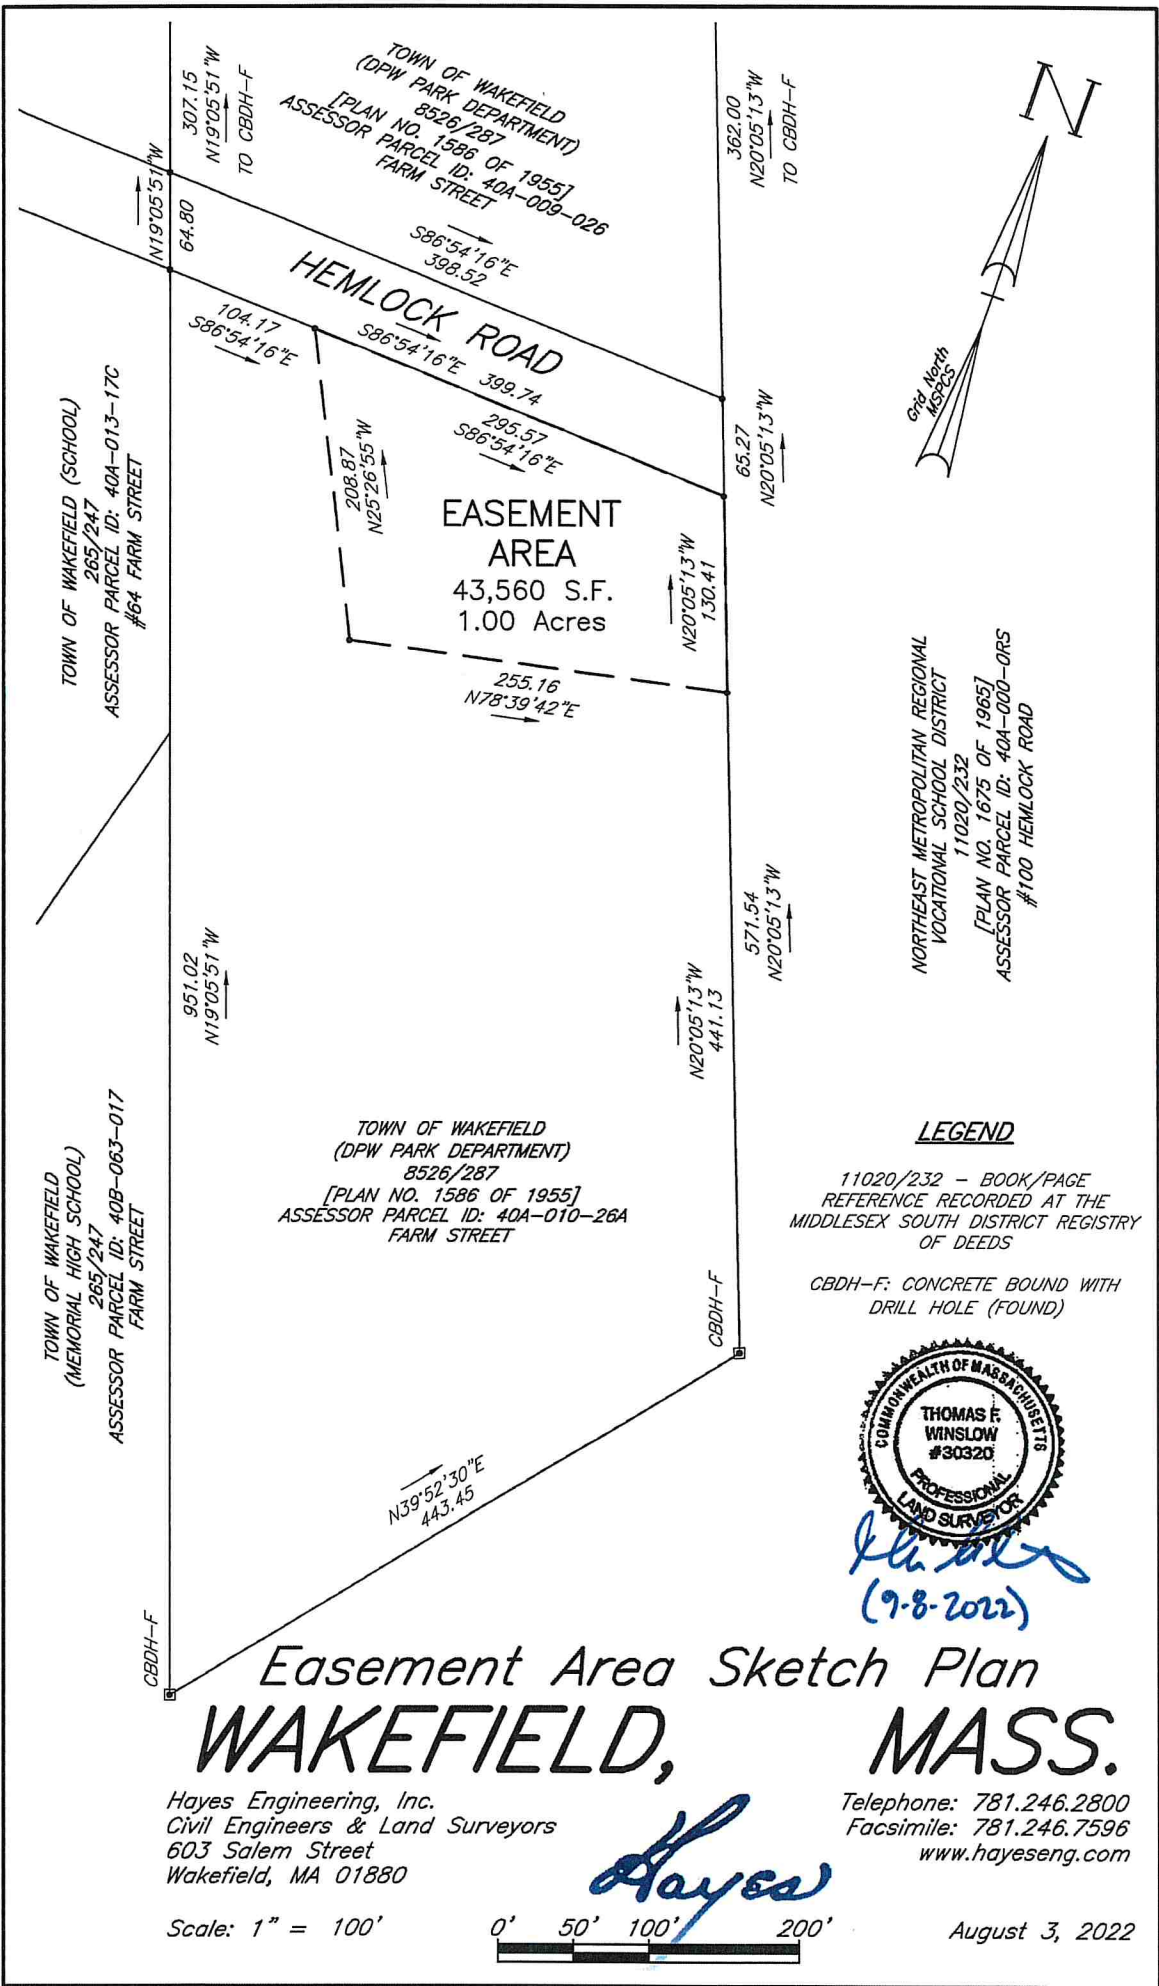 307.15
N19°05'51"W
TO CBDH-F
TOWN OF WAKEFIELD
(DPW PARK DEPARTMENT)
8526/287
[PLAN NO. 1586 OF 1955]
ASSESSOR PARCEL ID: 40A-009-026
FARM STREET
362.00
N20°05'13"W
TO CBDH-F
N
Grid North
MSPCS
N19°05'51"W
64.80
S86°54'16"E
398.52
HEMLOCK ROAD
104.17
S86°54'16"E
S86°54'16"E 399.74
295.57
S86°54'16"E
65.27
N20°05'13"W
TOWN OF WAKEFIELD (SCHOOL)
265/247
ASSESSOR PARCEL ID: 40A-013-17C
#64 FARM STREET
208.87
N25°26'55"W
EASEMENT
AREA
43,560 S.F.
1.00 Acres
N20°05'13"W
130.41
255.16
N78°39'42"E
NORTHEAST METROPOLITAN REGIONAL
VOCATIONAL SCHOOL DISTRICT
11020/232
[PLAN NO. 1675 OF 1965]
ASSESSOR PARCEL ID: 40A-000-0RS
#100 HEMLOCK ROAD
951.02
N19°05'51"W
571.54
N20°05'13"W
N20°05'13"W
441.13
TOWN OF WAKEFIELD
(MEMORIAL HIGH SCHOOL)
265/247
ASSESSOR PARCEL ID: 40B-063-017
FARM STREET
TOWN OF WAKEFIELD
(DPW PARK DEPARTMENT)
8526/287
[PLAN NO. 1586 OF 1955]
ASSESSOR PARCEL ID: 40A-010-26A
FARM STREET
LEGEND
11020/232 - BOOK/PAGE
REFERENCE RECORDED AT THE
MIDDLESEX SOUTH DISTRICT REGISTRY
OF DEEDS
CBDH-F: CONCRETE BOUND WITH
DRILL HOLE (FOUND)
CBDH-F
N39°52'30"E
443.45
CBDH-F
COMMONWEALTH OF MASSACHUSETTS
THOMAS F.
WINSLOW
#30320
PROFESSIONAL
LAND SURVEYOR
(9-8-2022)
Easement Area Sketch Plan
WAKEFIELD, MASS.
Hayes Engineering, Inc.
Civil Engineers & Land Surveyors
603 Salem Street
Wakefield, MA 01880
Hayes
Telephone: 781.246.2800
Facsimile: 781.246.7596
www.hayeseng.com
Scale: 1" = 100'
0' 50' 100' 200'
August 3, 2022